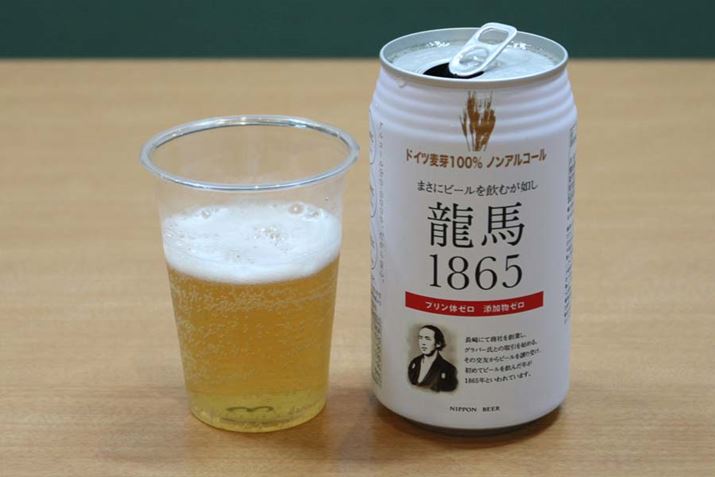 ドイツ麦芽100% ノンアルコール
まさにビールを飲むが如し
龍馬
1865
プリン体ゼロ 添加物ゼロ
長崎にて商社を創業し、
グラバー氏との取引を始める。
その交友からビールを譲り受け、
初めてビールを飲んだ年が
1865年といわれています。
NIPPON BEER